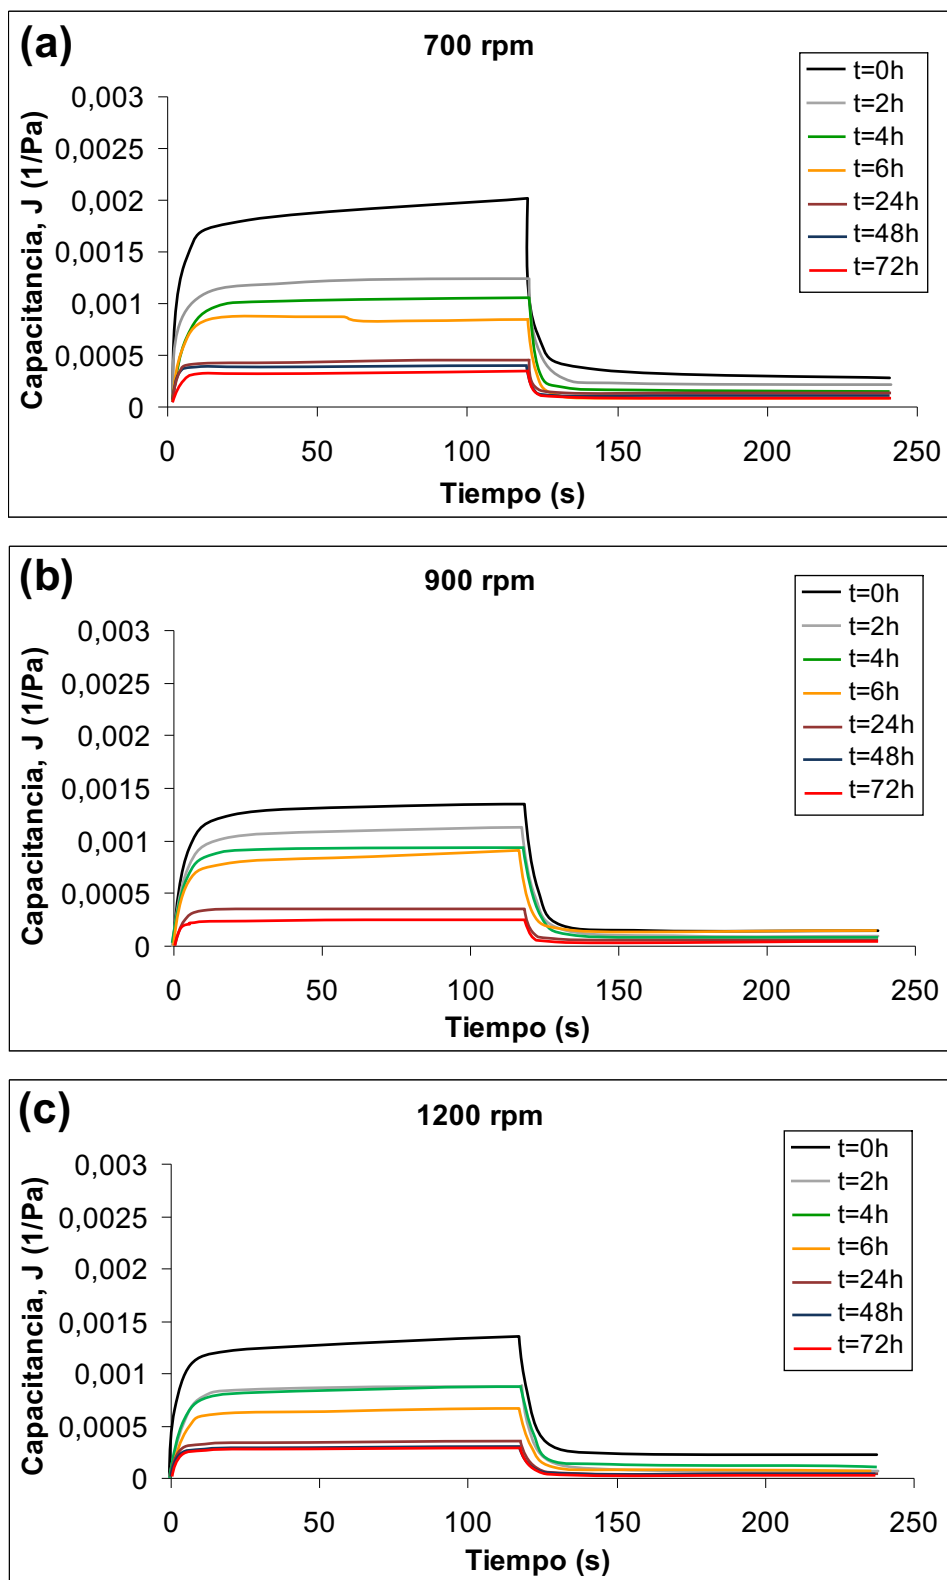 (a)
700 rpm
t=0h
t=2h
t=4h
t=6h
t=24h
t=48h
t=72h
Capacitancia, J (1/Pa)
0,003
0,0025
0,002
0,0015
0,001
0,0005
0
0 50 100 150 200 250
Tiempo (s)
(b)
900 rpm
t=0h
t=2h
t=4h
t=6h
t=24h
t=48h
t=72h
Capacitancia, J (1/Pa)
0,003
0,0025
0,002
0,0015
0,001
0,0005
0
0 50 100 150 200 250
Tiempo (s)
(c)
1200 rpm
t=0h
t=2h
t=4h
t=6h
t=24h
t=48h
t=72h
Capacitancia, J (1/Pa)
0,003
0,0025
0,002
0,0015
0,001
0,0005
0
0 50 100 150 200 250
Tiempo (s)